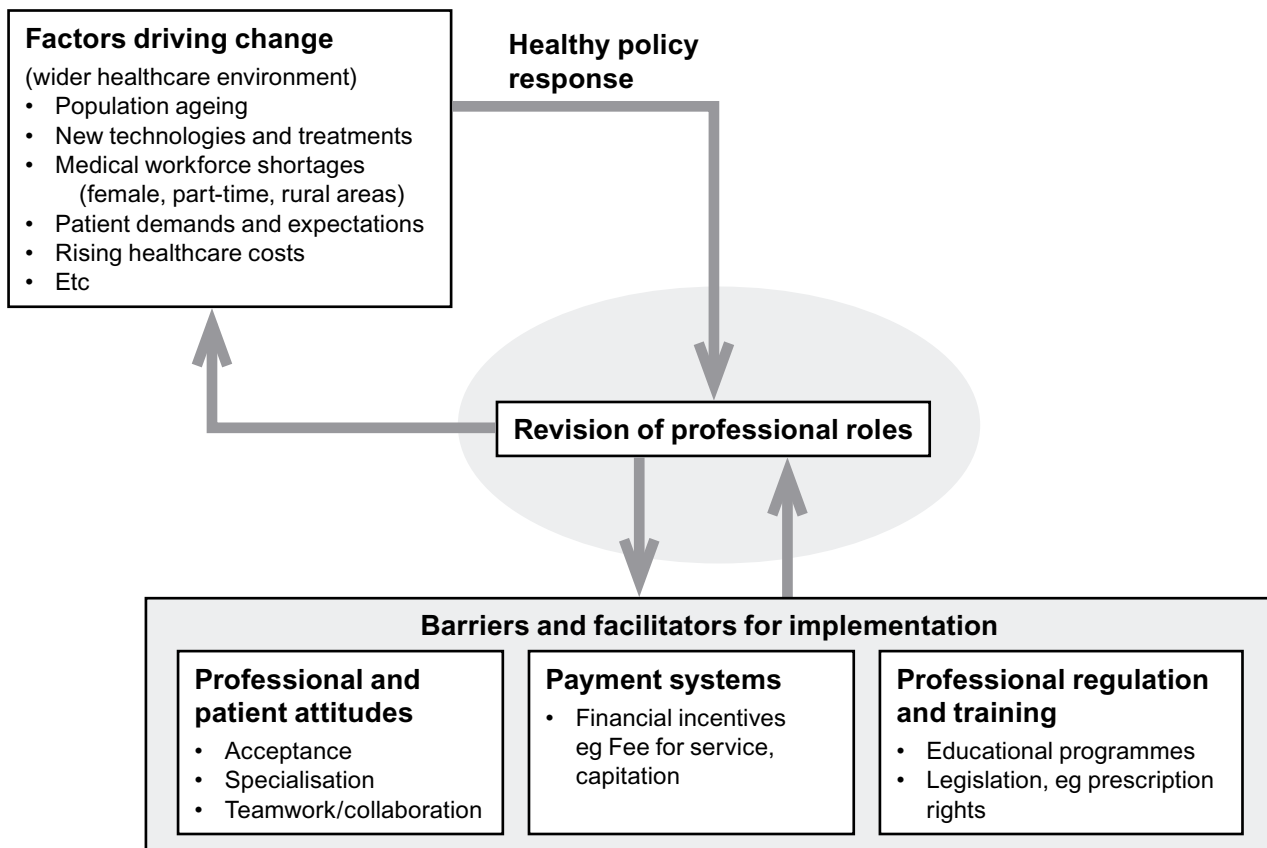 Factors driving change
(wider healthcare environment)
• Population ageing
• New technologies and treatments
• Medical workforce shortages
(female, part-time, rural areas)
• Patient demands and expectations
• Rising healthcare costs
• Etc
Healthy policy
response
Revision of professional roles
Barriers and facilitators for implementation
Professional and
patient attitudes
• Acceptance
• Specialisation
• Teamwork/collaboration
Payment systems
• Financial incentives
eg Fee for service,
capitation
Professional regulation
and training
• Educational programmes
• Legislation, eg prescription
rights